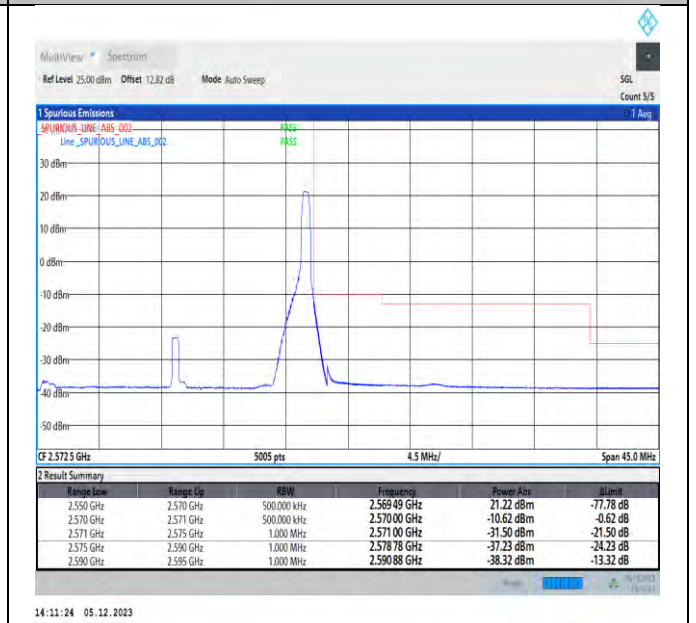 MultiView Spectrum
Ref Level 25.00 dBm Offset 12.82 dB Mode Auto Sweep SGL
Count 5/5
1 Spurious Emissions 1 Avg
SPURIOUS_LINE_ABS_002 PASS
Line _SPURIOUS_LINE_ABS_002 PASS
30 dBm
20 dBm
10 dBm
0 dBm
-10 dBm
-20 dBm
-30 dBm
-40 dBm
-50 dBm
CF 2.572 5 GHz 5005 pts 4.5 MHz/ Span 45.0 MHz
2 Result Summary
Range Low Range Up RBW Frequency Power Abs ΔLimit
2.550 GHz 2.570 GHz 500.000 kHz 2.569 49 GHz 21.22 dBm -77.78 dB
2.570 GHz 2.571 GHz 500.000 kHz 2.570 00 GHz -10.62 dBm -0.62 dB
2.571 GHz 2.575 GHz 1.000 MHz 2.571 00 GHz -31.50 dBm -21.50 dB
2.575 GHz 2.590 GHz 1.000 MHz 2.578 78 GHz -37.23 dBm -24.23 dB
2.590 GHz 2.595 GHz 1.000 MHz 2.590 88 GHz -38.32 dBm -13.32 dB
14:11:24 05.12.2023